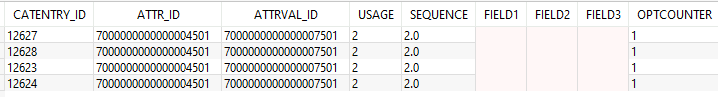 CATENTRY_ID ATTR_ID ATTRVAL_ID USAGE SEQUENCE FIELD1 FIELD2 FIELD3 OPTCOUNTER
12627 7000000000000004501 7000000000000007501 2 2.0 1
12628 7000000000000004501 7000000000000007501 2 2.0 1
12623 7000000000000004501 7000000000000007501 2 2.0 1
12624 7000000000000004501 7000000000000007501 2 2.0 1